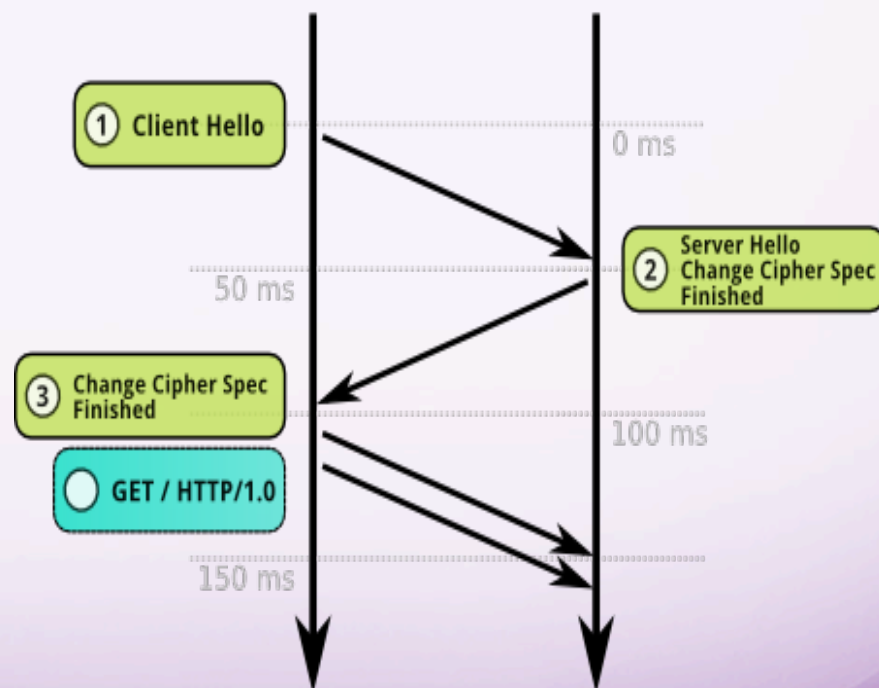 1 Client Hello
0 ms
Server Hello
2 Change Cipher Spec
Finished
50 ms
3 Change Cipher Spec
Finished
100 ms
GET / HTTP/1.0
150 ms